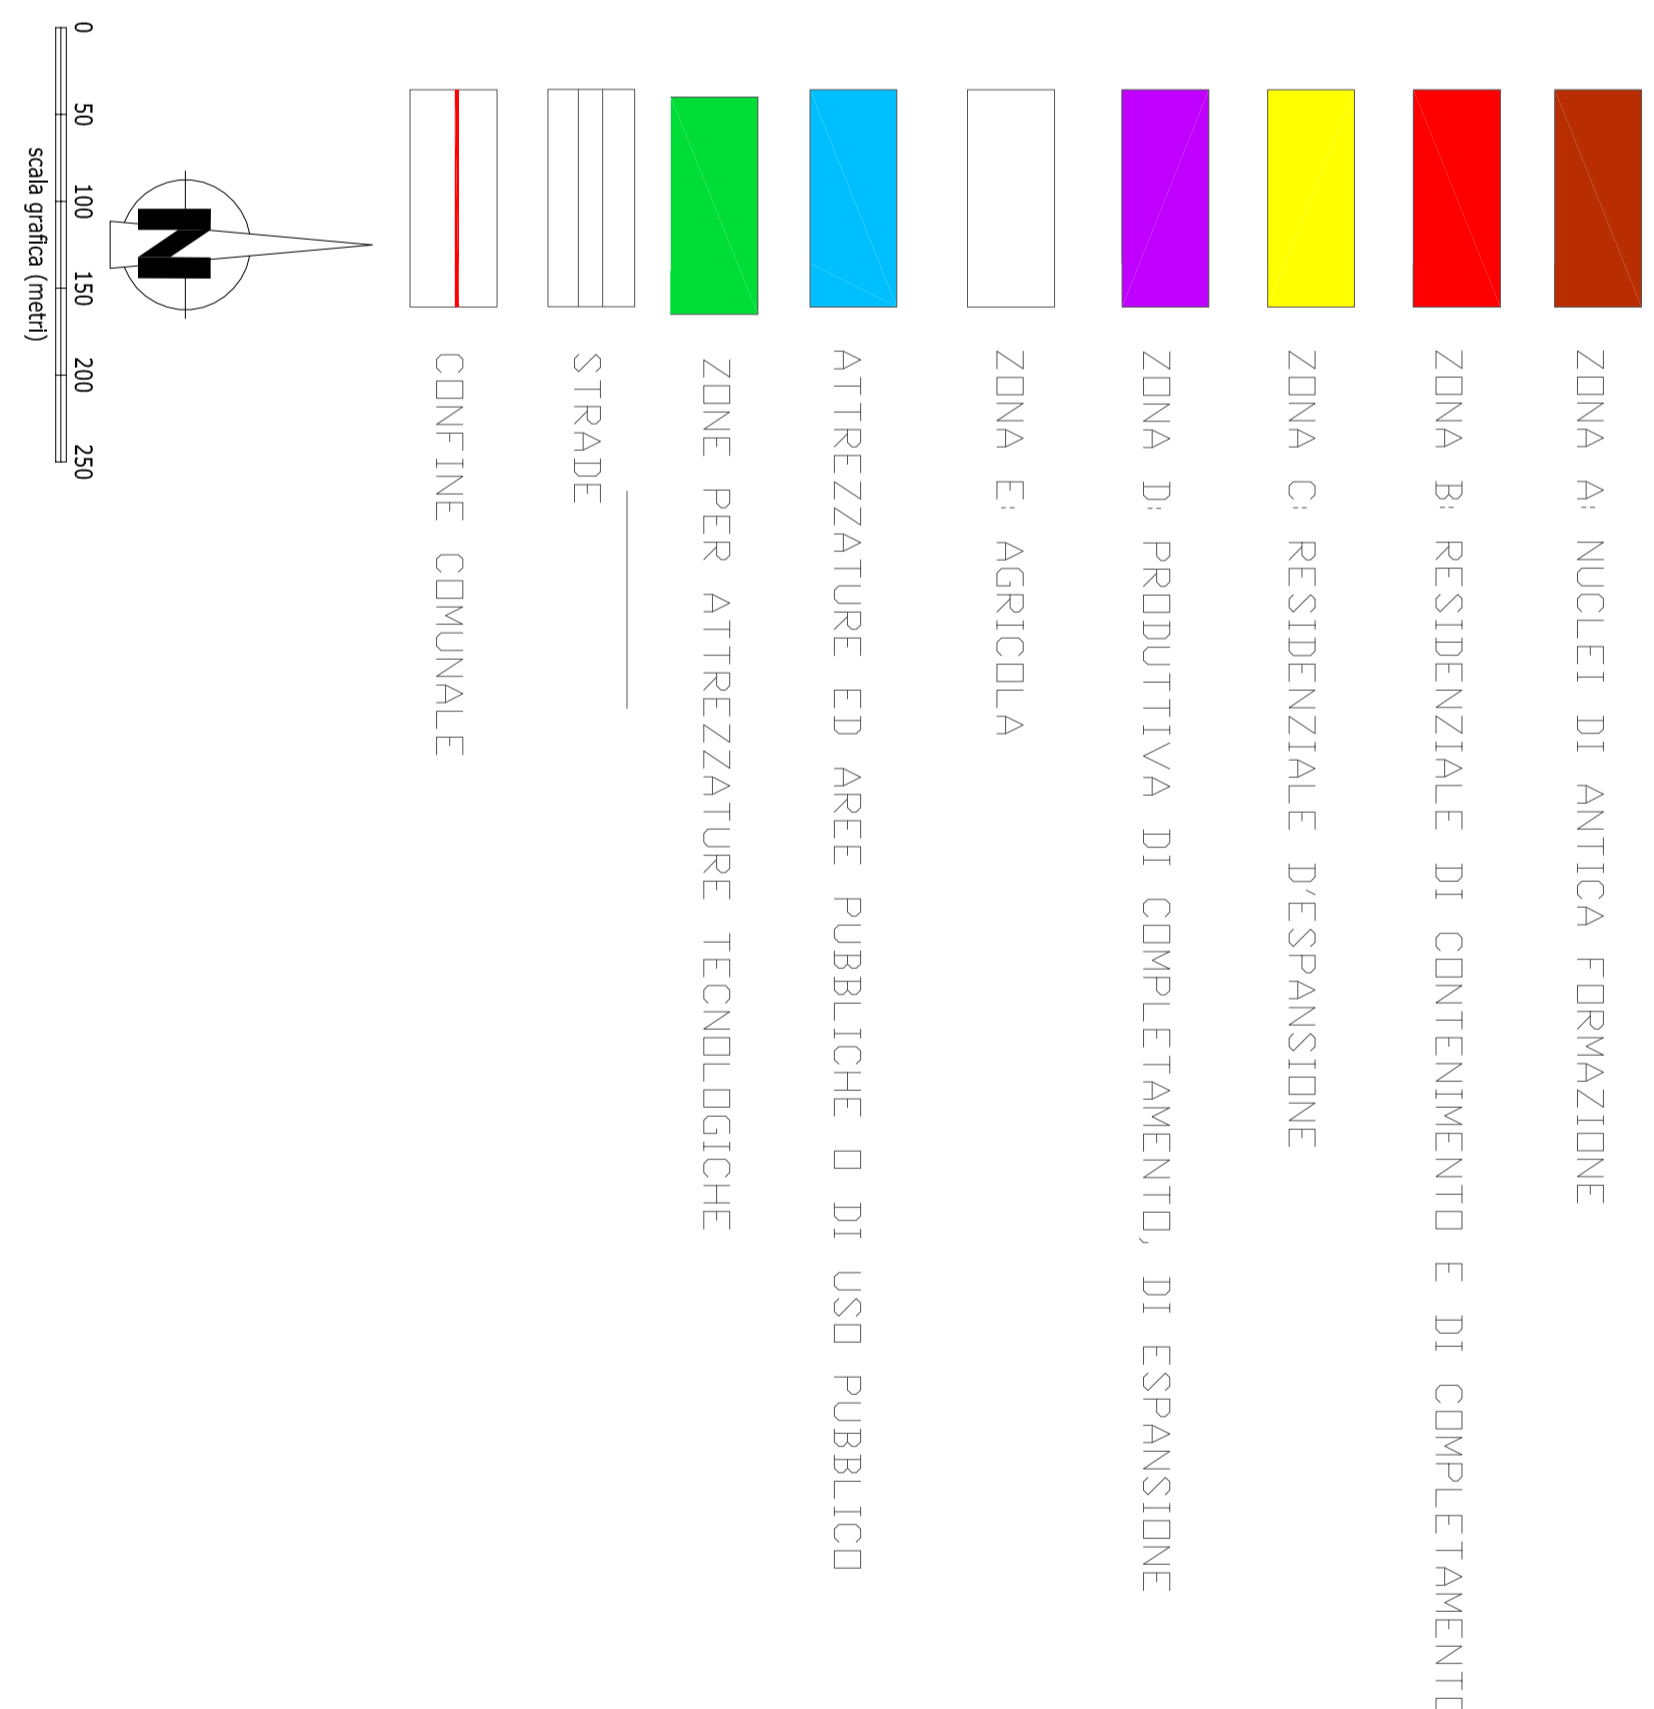 ZONA A: NUCLEI DI ANTICA FORMAZIONE
ZONA B: RESIDENZIALE DI CONTENIMENTO E DI COMPLETAMENTO
ZONA C: RESIDENZIALE D'ESPANSIONE
ZONA D: PRODUTTIVA DI COMPLETAMENTO, DI ESPANSIONE
ZONA E: AGRICOLA
ATTREZZATURE ED AREE PUBBLICHE O DI USO PUBBLICO
ZONE PER ATTREZZATURE TECNOLOGICHE
STRADE
CONFINE COMUNALE
N
0 50 100 150 200 250
scala grafica (metri)